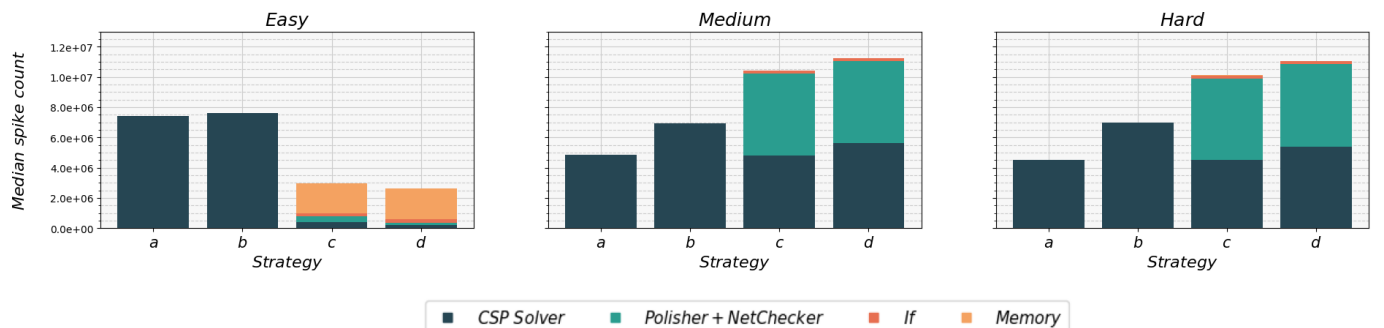 Easy
Medium
Hard
Median spike count
1.2e+07
1.0e+07
8.0e+06
6.0e+06
4.0e+06
2.0e+06
0.0e+00
a b c d
a b c d
a b c d
Strategy
Strategy
Strategy
CSP Solver Polisher + NetChecker If Memory